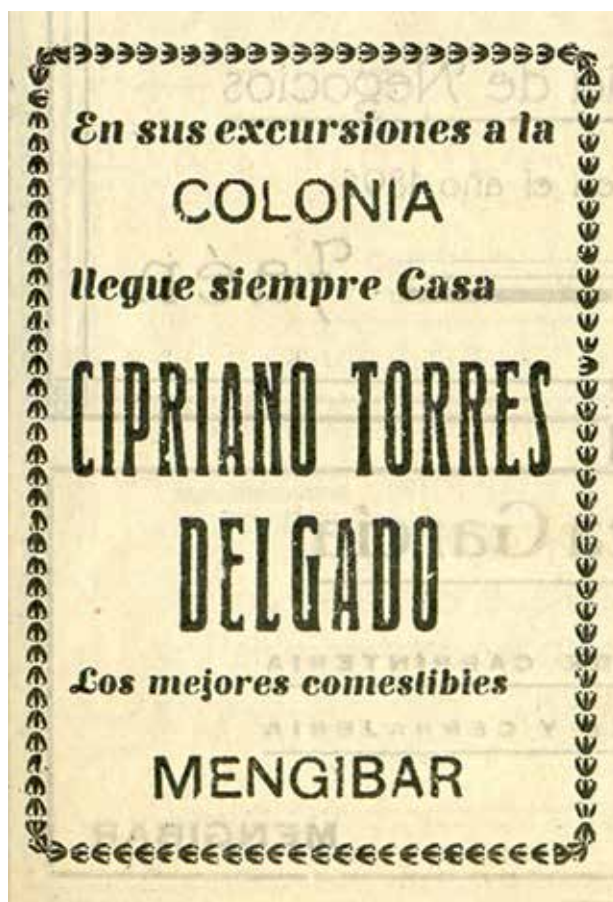 En sus excursiones a la
COLONIA
llegue siempre Casa
CIPRIANO TORRES
DELGADO
Los mejores comestibles
MENGIBAR